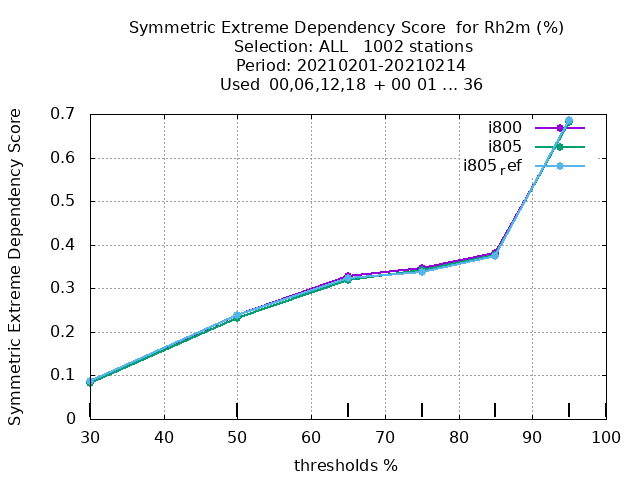 Symmetric Extreme Dependency Score  for Rh2m (%)
Selection: ALL   1002 stations
Period: 20210201-20210214
Used  00,06,12,18  + 00 01 ... 36
Symmetric Extreme Dependency Score
0.7
0.6
0.5
0.4
0.3
0.2
0.1
0
i800
i805
i805ref
30 40 50 60 70 80 90 100
thresholds %